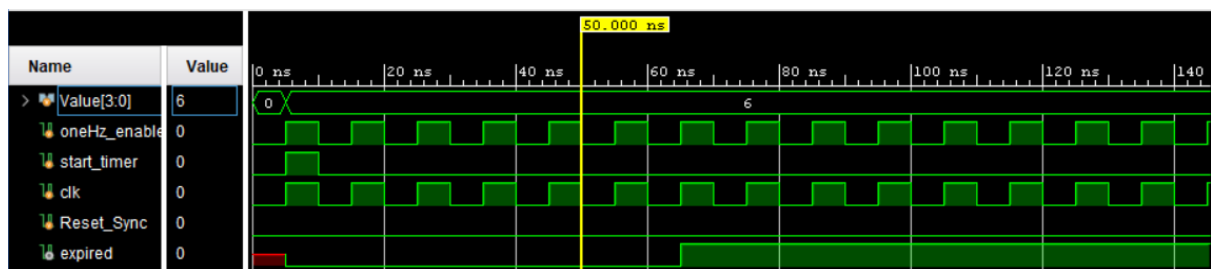 50.000 ns
Name Value
0 ns 20 ns 40 ns 60 ns 80 ns 100 ns 120 ns 140
Value[3:0] 6 0 6
oneHz_enable 0
start_timer 0
clk 0
Reset_Sync 0
expired 0